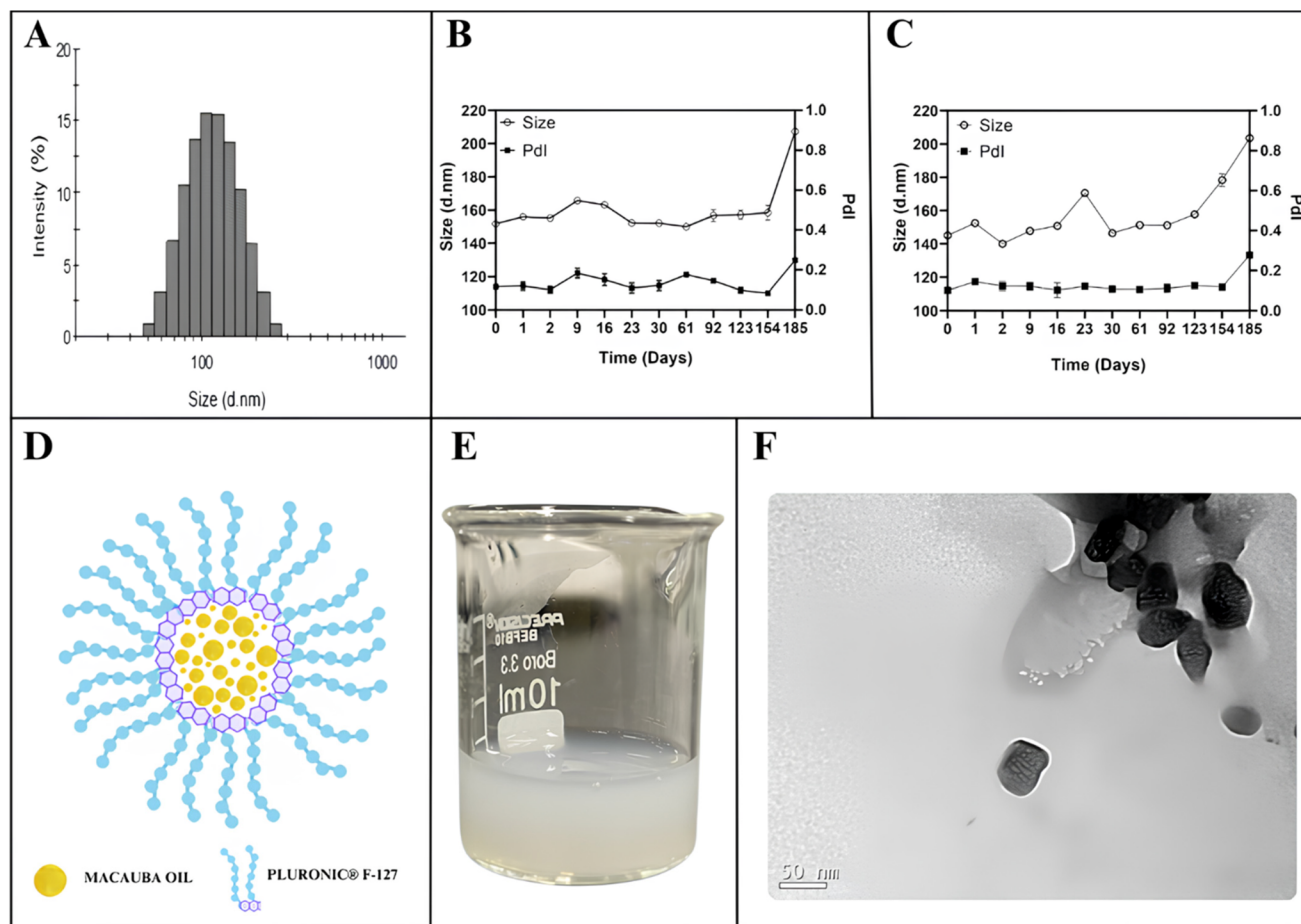 A
20
15
10
5
0
Intensity (%)
100
1000
Size (d.nm)
B
220
200
180
160
140
120
100
Size (d.nm)
Size
PdI
1.0
0.8
0.6
0.4
0.2
0.0
PdI
0 1 2 9 16 23 30 61 92 123 154 185
Time (Days)
C
220
200
180
160
140
120
100
Size (d.nm)
Size
PdI
1.0
0.8
0.6
0.4
0.2
0.0
PdI
0 1 2 9 16 23 30 61 92 123 154 185
Time (Days)
D
MACAUBA OIL
PLURONIC® F-127
E
PRECISION®
BEFB10
Boro 3.3
10ml
F
50 nm